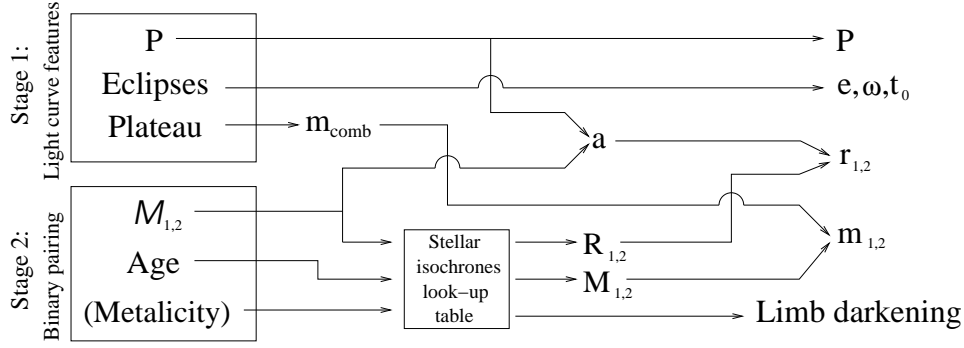 Stage 1:
Light curve features
P
Eclipses
Plateau
m_comb
P
e, ω, t_0
a
r_1,2
Stage 2:
Binary pairing
M_1,2
Age
(Metalicity)
Stellar
isochrones
look–up
table
R_1,2
M_1,2
m_1,2
Limb darkening